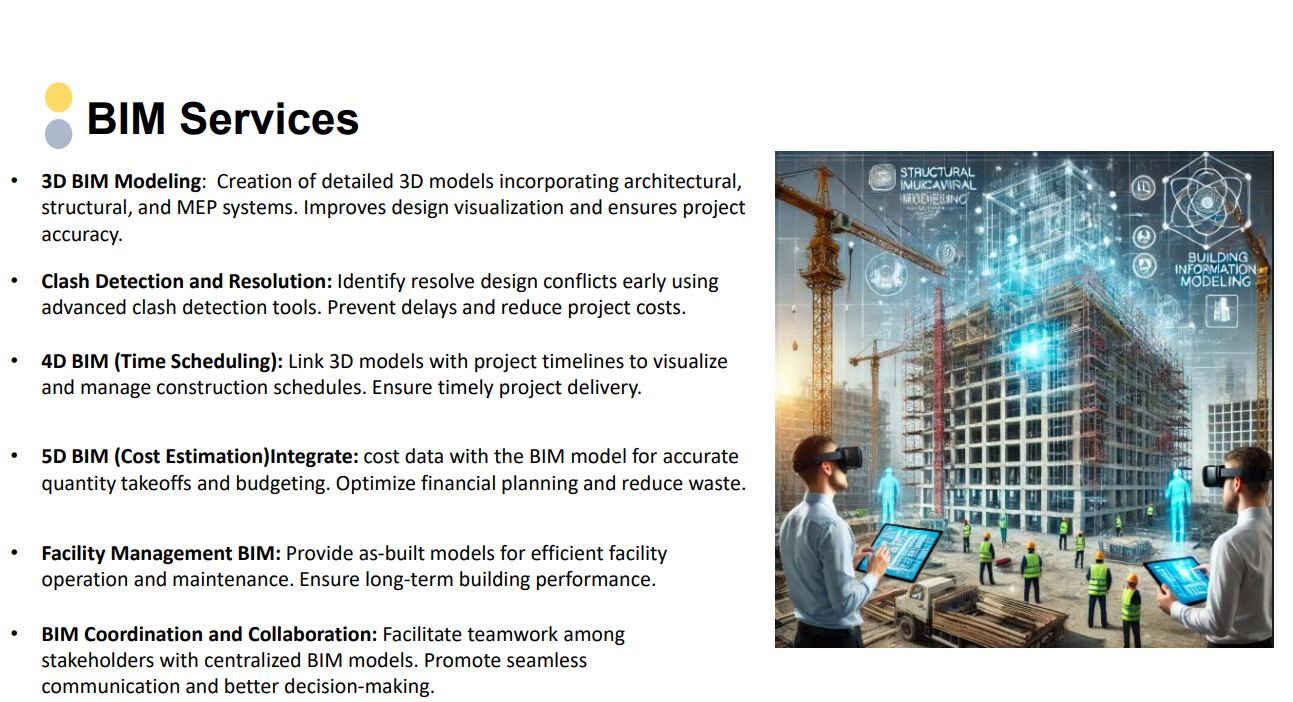 BIM Services
• 3D BIM Modeling:  Creation of detailed 3D models incorporating architectural,
structural, and MEP systems. Improves design visualization and ensures project
accuracy.
• Clash Detection and Resolution: Identify resolve design conflicts early using
advanced clash detection tools. Prevent delays and reduce project costs.
• 4D BIM (Time Scheduling): Link 3D models with project timelines to visualize
and manage construction schedules. Ensure timely project delivery.
• 5D BIM (Cost Estimation)Integrate: cost data with the BIM model for accurate
quantity takeoffs and budgeting. Optimize financial planning and reduce waste.
• Facility Management BIM: Provide as-built models for efficient facility
operation and maintenance. Ensure long-term building performance.
• BIM Coordination and Collaboration: Facilitate teamwork among
stakeholders with centralized BIM models. Promote seamless
communication and better decision-making.
STRUCTURAL
BUILDING
INFORMATION
MODELING